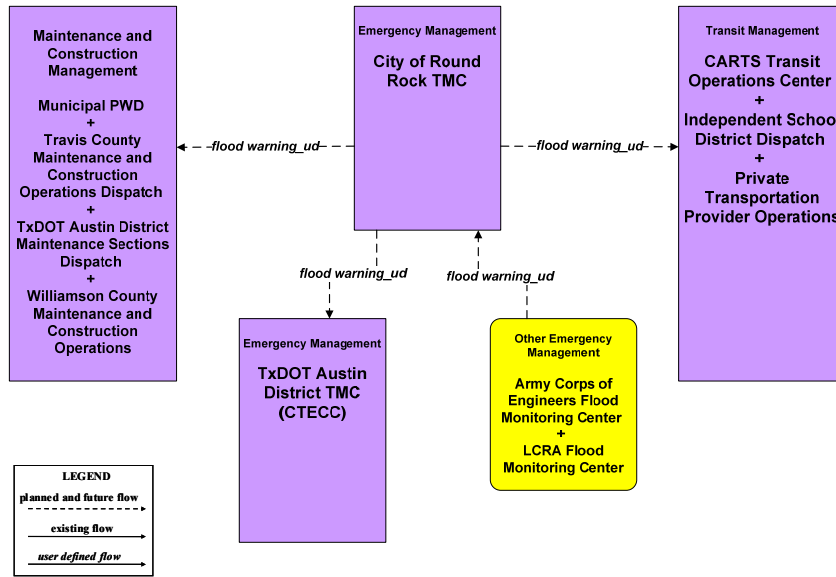 Maintenance and
Construction
Management
Municipal PWD
+
Travis County
Maintenance and
Construction
Operations Dispatch
+
TxDOT Austin District
Maintenance Sections
Dispatch
+
Williamson County
Maintenance and
Construction
Operations
flood warning_ud
Emergency Management
City of Round
Rock TMC
flood warning_ud
Transit Management
CARTS Transit
Operations Center
+
Independent Schoo
District Dispatch
+
Private
Transportation
Provider Operations
flood warning_ud
flood warning_ud
Emergency Management
TxDOT Austin
District TMC
(CTECC)
Other Emergency
Management
Army Corps of
Engineers Flood
Monitoring Center
+
LCRA Flood
Monitoring Center
LEGEND
planned and future flow
existing flow
user defined flow